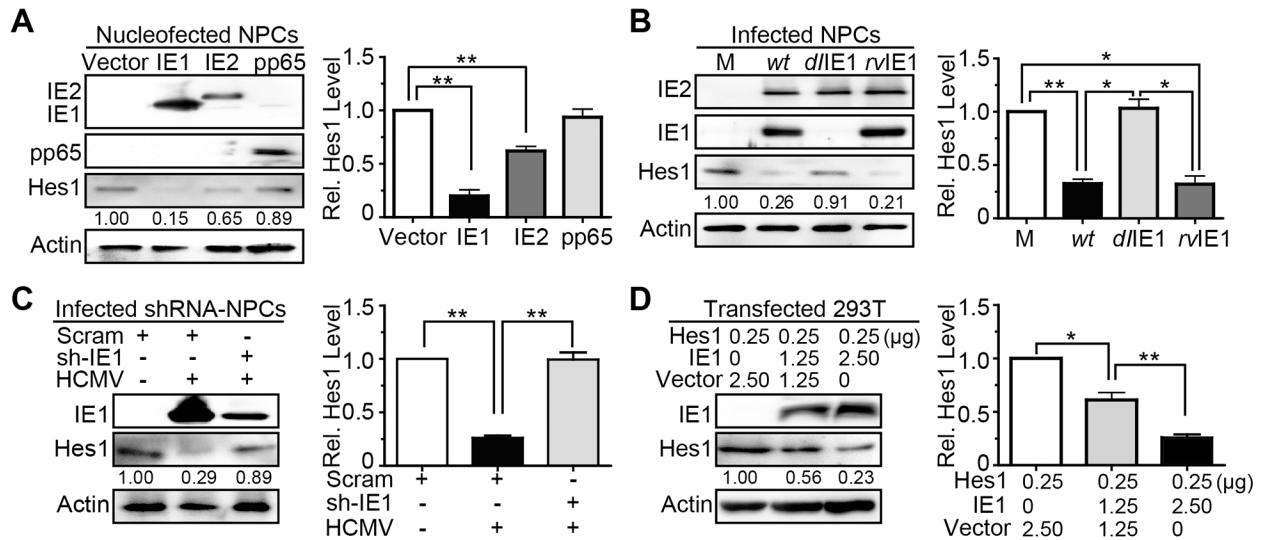 A
Nucleofected NPCs
Vector IE1 IE2 pp65
IE2
IE1
pp65
Hes1
1.00 0.15 0.65 0.89
Actin
Rel. Hes1 Level
1.5
1.0
0.5
0
** 
**
Vector IE1 IE2 pp65
B
Infected NPCs
M wt dlIE1 rvIE1
IE2
IE1
Hes1
1.00 0.26 0.91 0.21
Actin
Rel. Hes1 Level
1.5
1.0
0.5
0
*
** * *
M wt dlIE1 rvIE1
C
Infected shRNA-NPCs
Scram + + -
sh-IE1 - - +
HCMV - + +
IE1
Hes1
1.00 0.29 0.89
Actin
Rel. Hes1 Level
1.5
1.0
0.5
0
** **
Scram + + -
sh-IE1 - - +
HCMV - + +
D
Transfected 293T
Hes1 0.25 0.25 0.25 (µg)
IE1 0 1.25 2.50
Vector 2.50 1.25 0
IE1
Hes1
1.00 0.56 0.23
Actin
Rel. Hes1 Level
1.5
1.0
0.5
0
* **
Hes1 0.25 0.25 0.25 (µg)
IE1 0 1.25 2.50
Vector 2.50 1.25 0